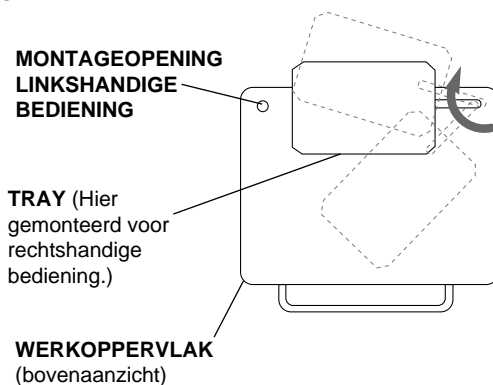 MONTAGEOPENING
LINKSHANDIGE
BEDIENING
TRAY (Hier
gemonteerd voor
rechtshandige
bediening.)
WERKOPPERVLAK
(bovenaanzicht)